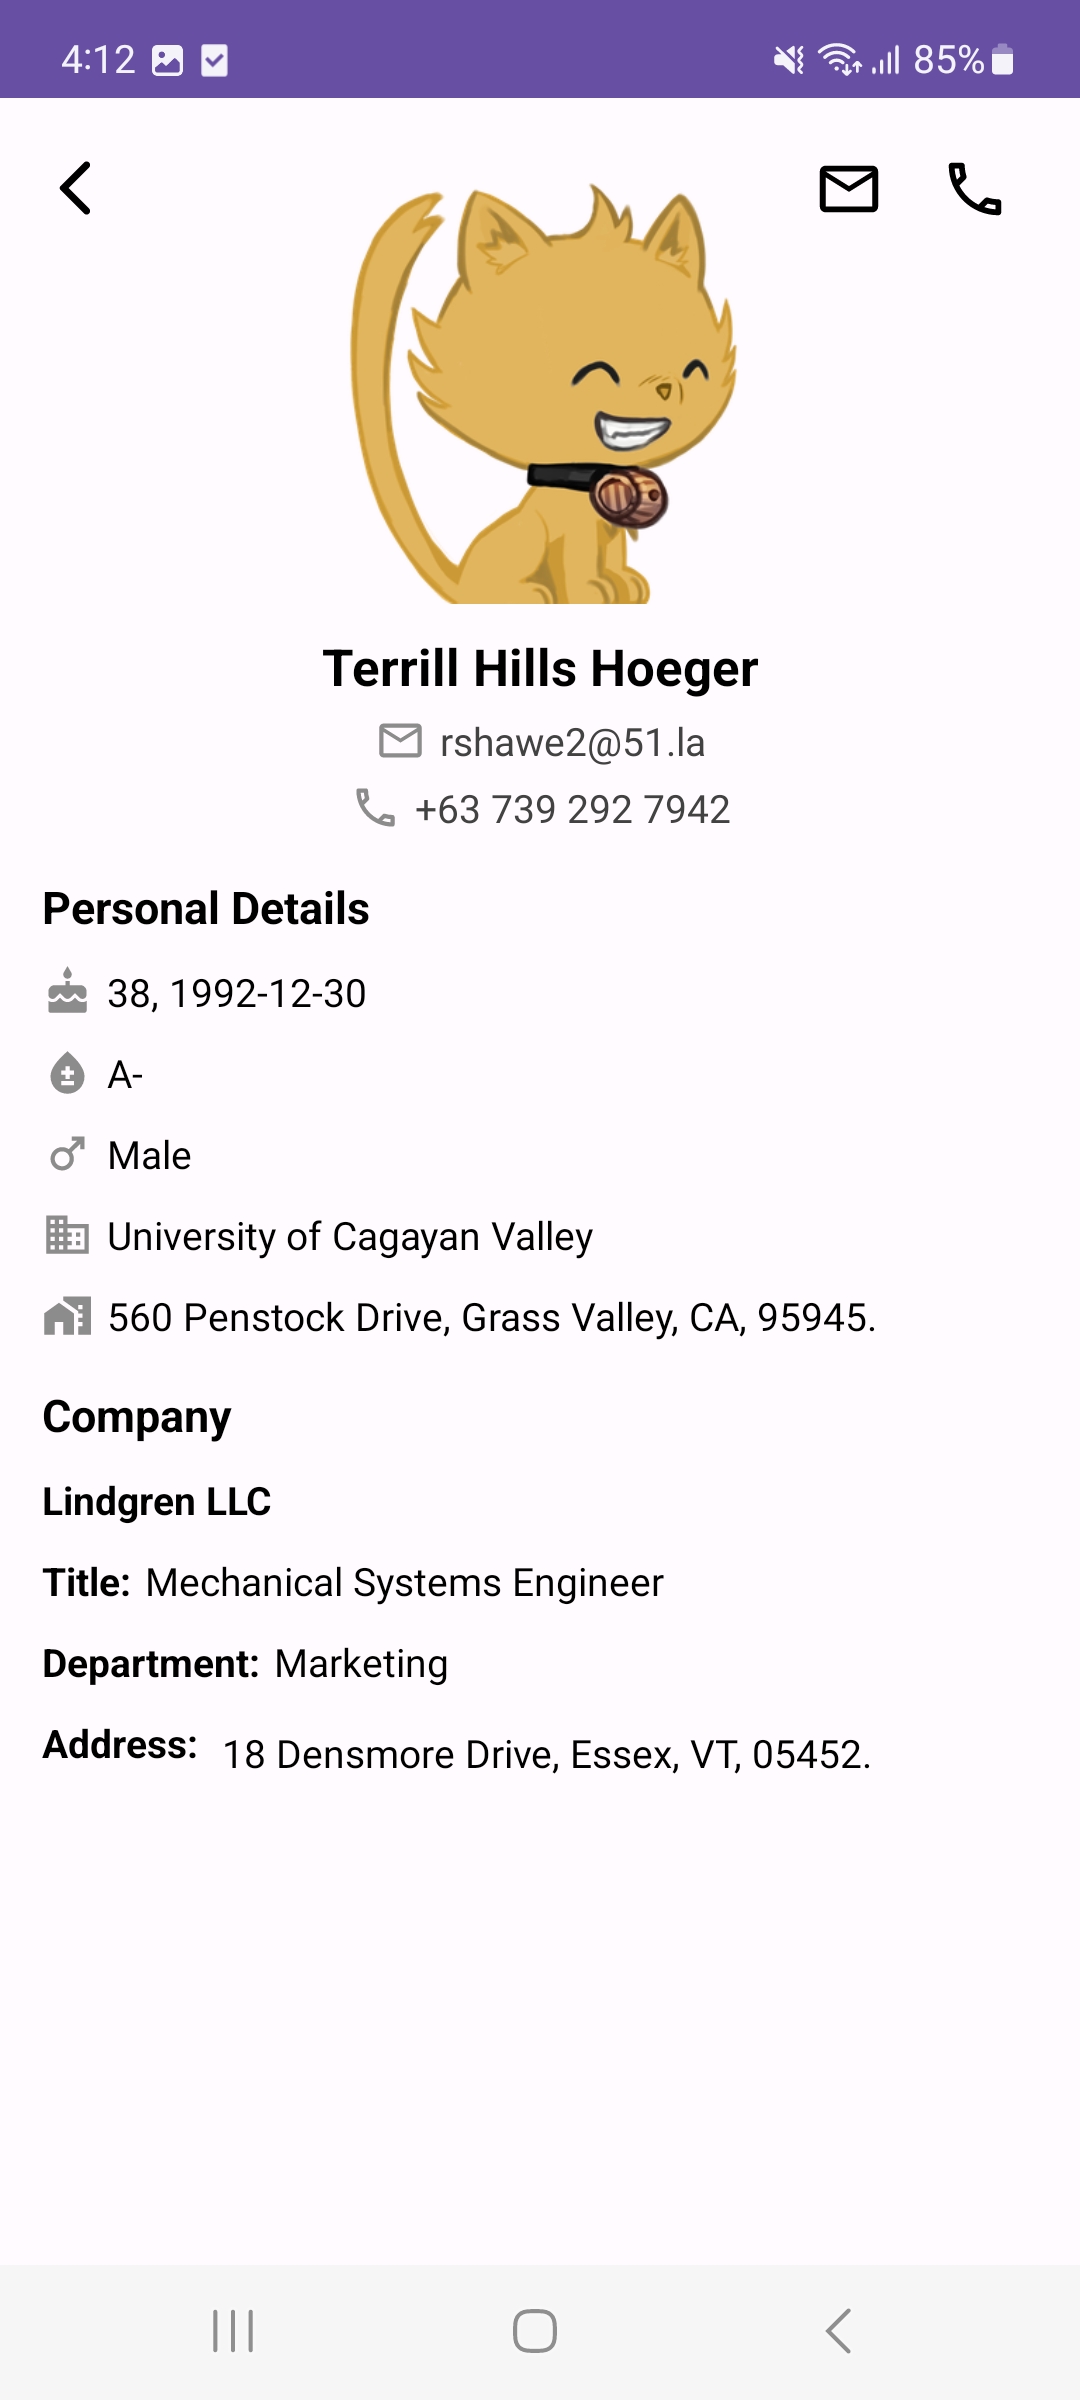 4:12 85%
Terrill Hills Hoeger
rshawe2@51.la
+63 739 292 7942
Personal Details
38, 1992-12-30
A-
Male
University of Cagayan Valley
560 Penstock Drive, Grass Valley, CA, 95945.
Company
Lindgren LLC
Title: Mechanical Systems Engineer
Department: Marketing
Address: 18 Densmore Drive, Essex, VT, 05452.